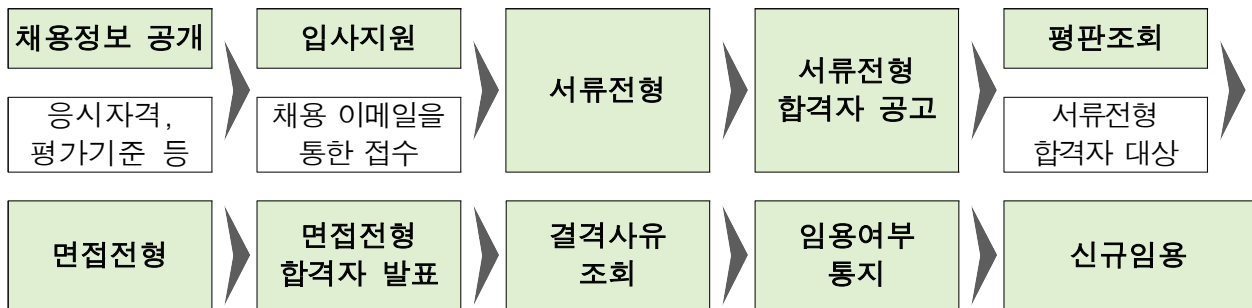 채용정보 공개
응시자격,
평가기준 등
입사지원
채용 이메일을
통한 접수
서류전형
서류전형
합격자 공고
평판조회
서류전형
합격자 대상
면접전형
면접전형
합격자 발표
결격사유
조회
임용여부
통지
신규임용